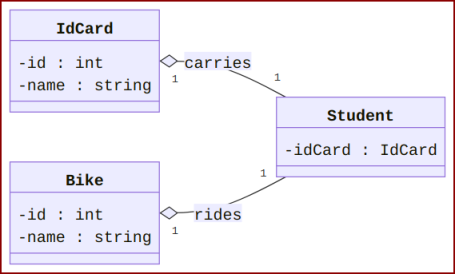 IdCard
-id : int
-name : string
carries
1
1
Student
-idCard : IdCard
Bike
-id : int
-name : string
rides
1
1